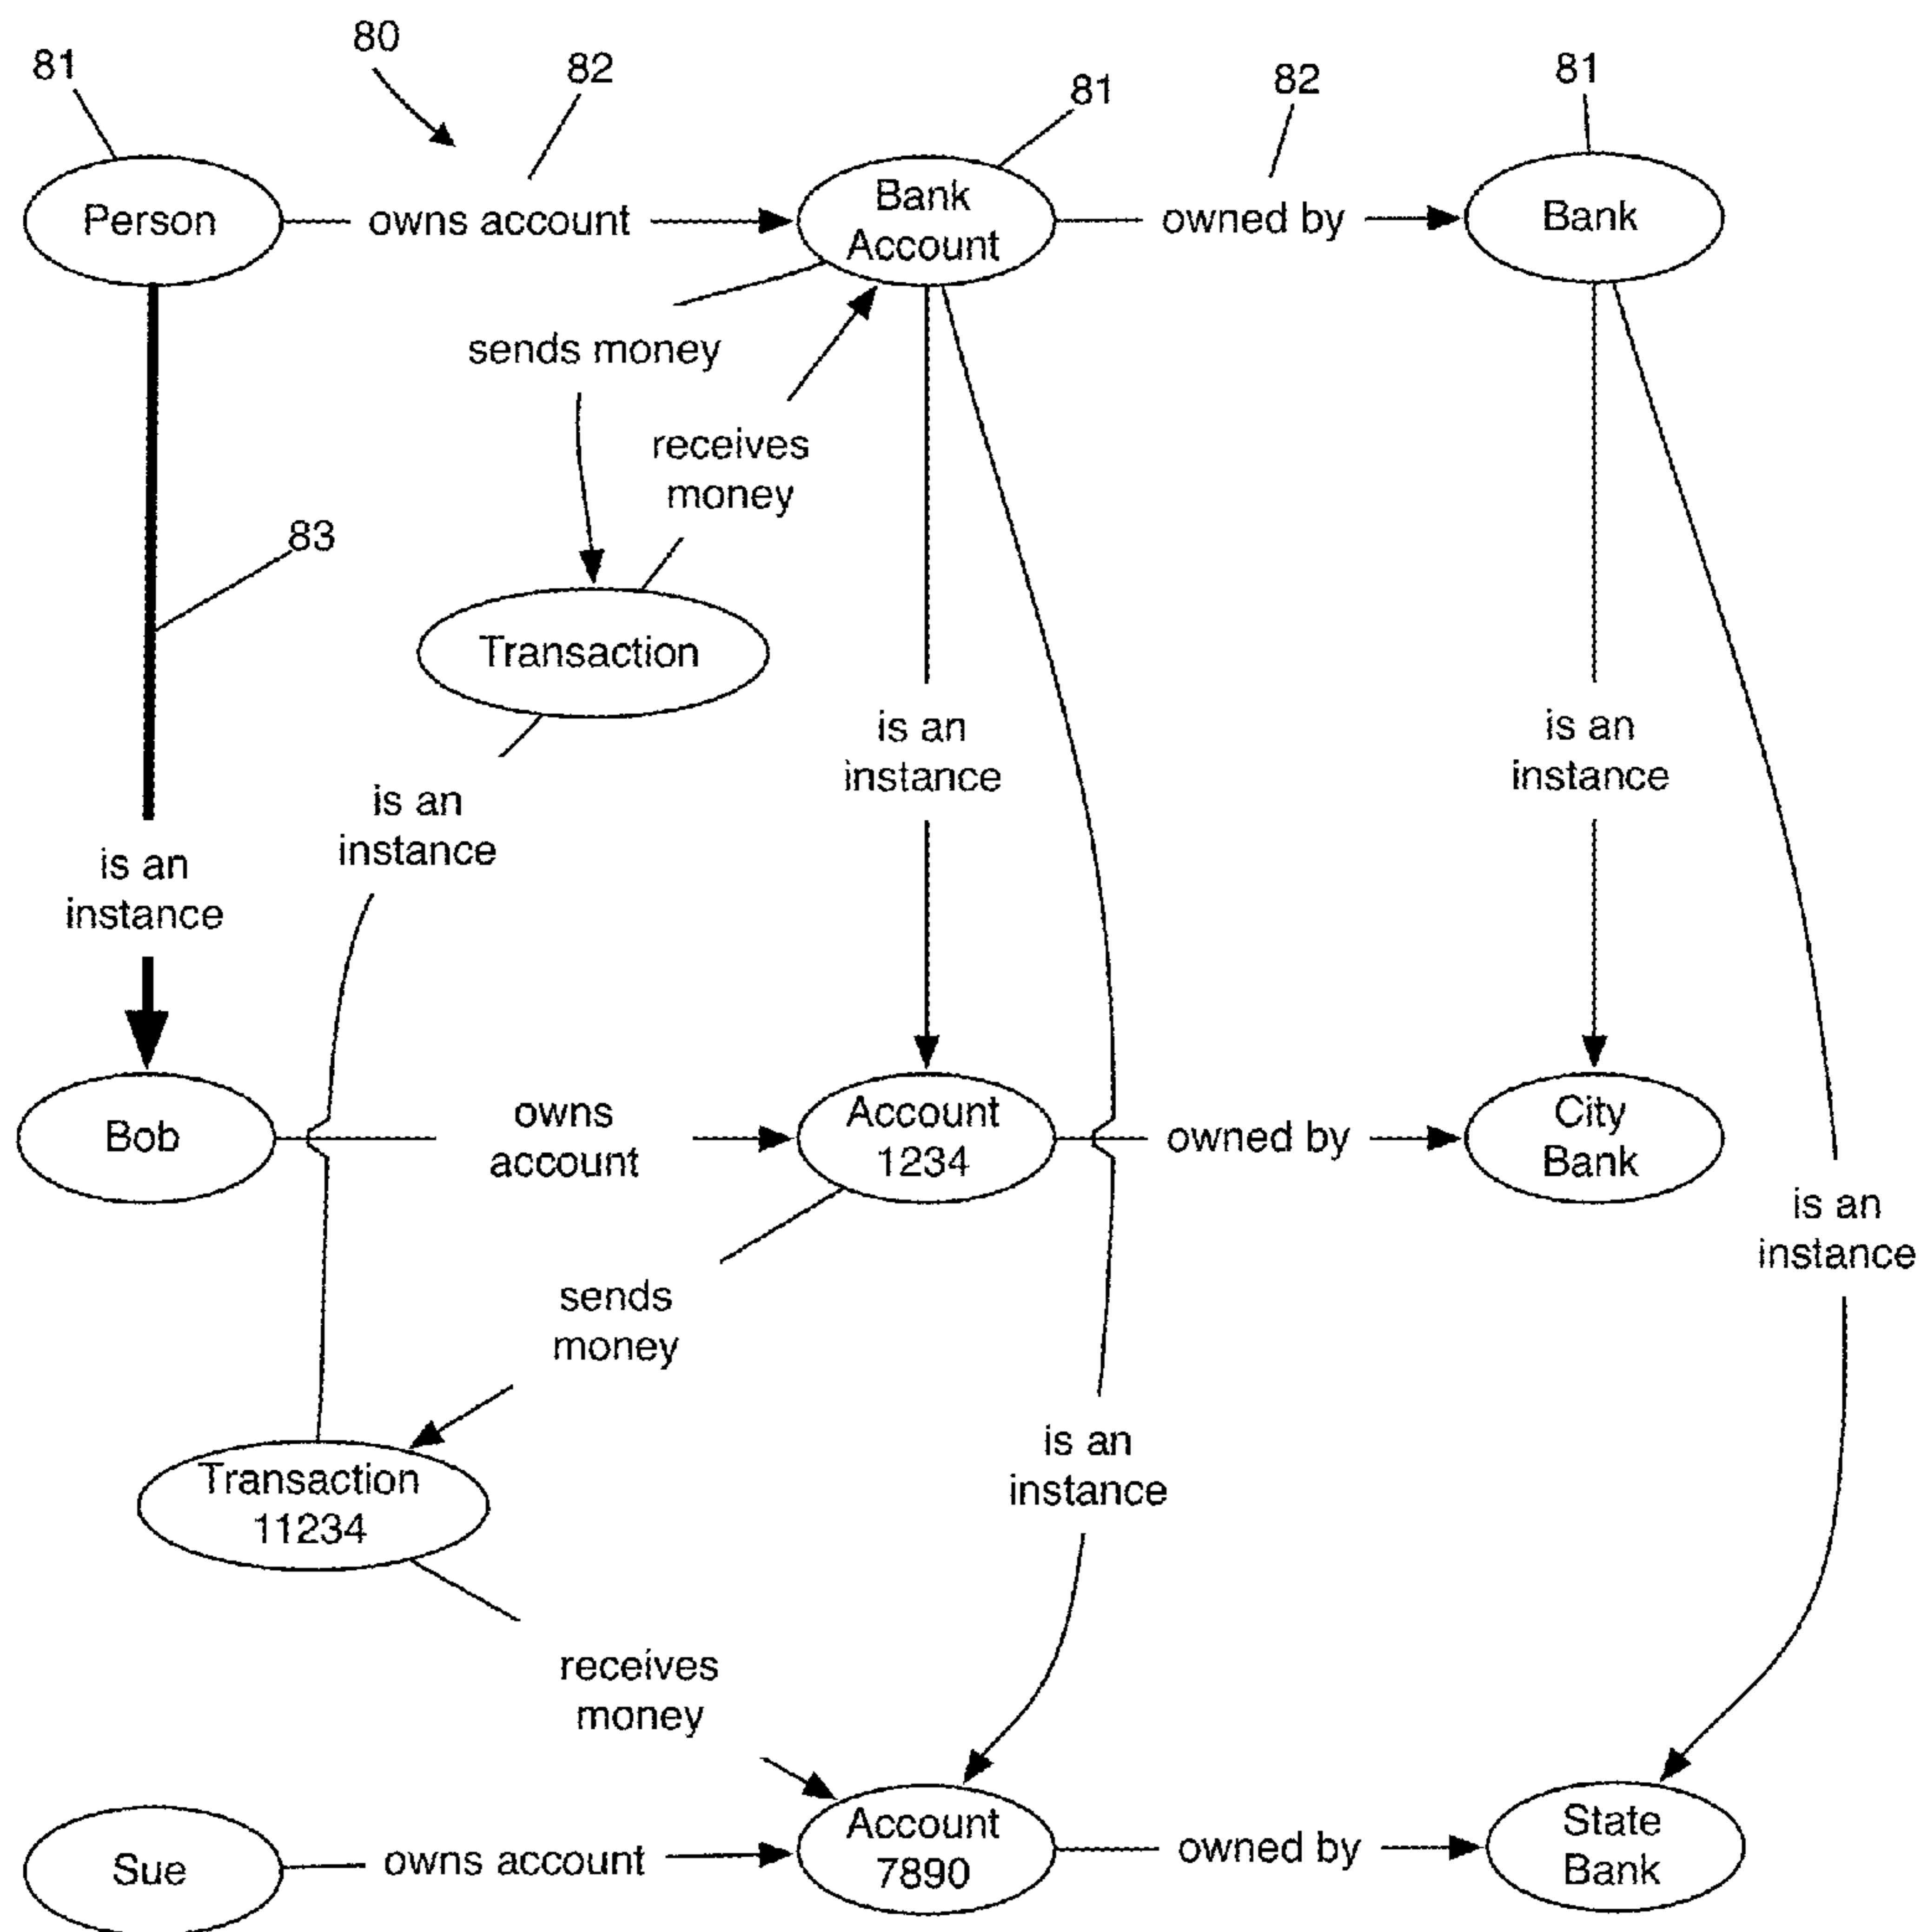 80
81
82
81
82
81
Person
owns account
Bank
Account
owned by
Bank
sends money
receives
money
83
Transaction
is an
instance
is an
instance
is an
instance
is an
instance
Bob
owns
account
Account
1234
owned by
City
Bank
is an
instance
sends
money
Transaction
11234
is an
instance
receives
money
Sue
owns account
Account
7890
owned by
State
Bank